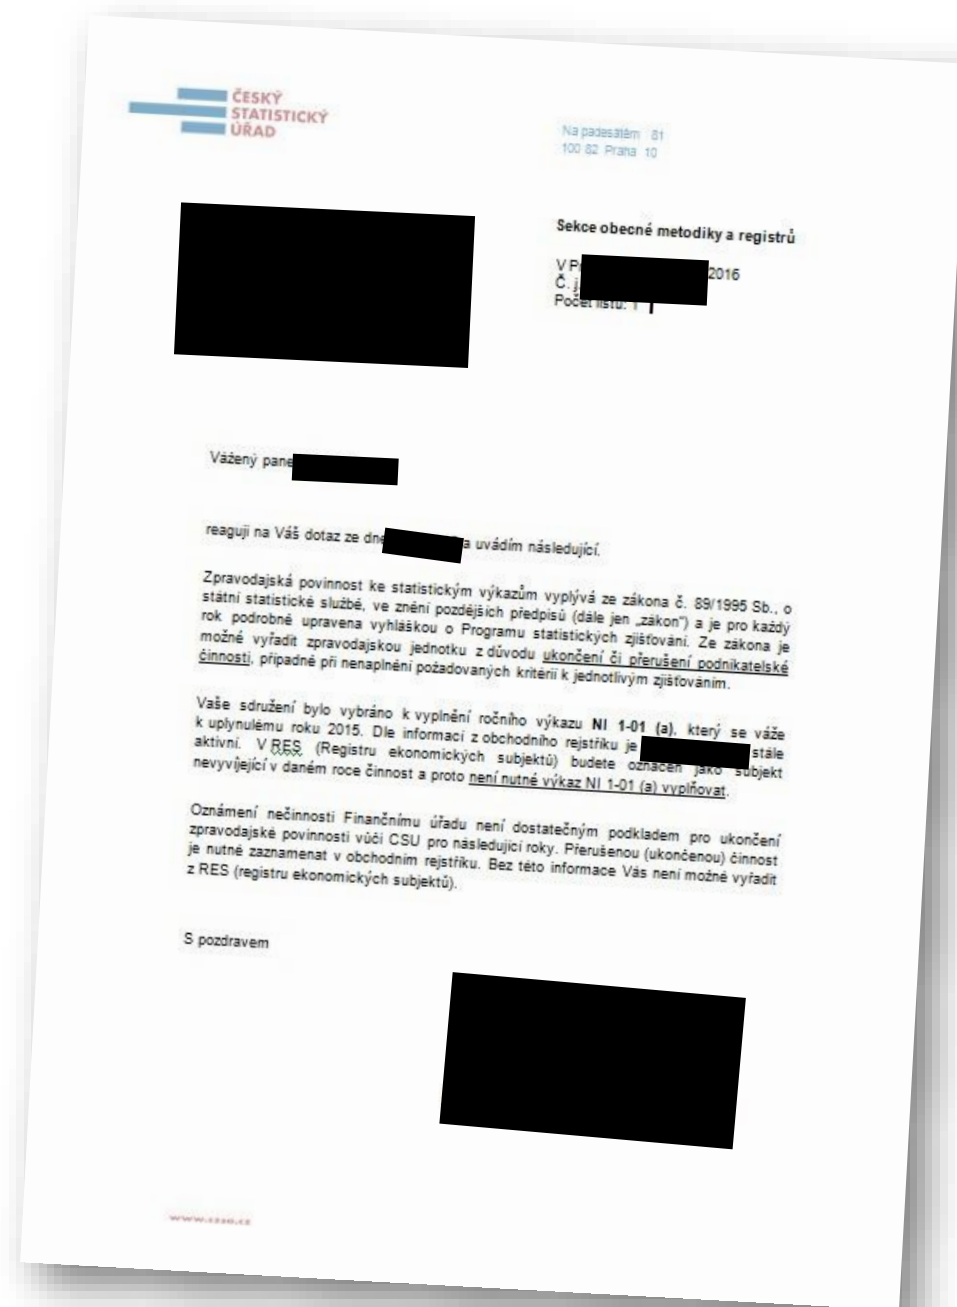 ČESKÝ
STATISTICKÝ
ÚŘAD
Na padesátém 81
100 82 Praha 10
Sekce obecné metodiky a registrů
V P 2016
Č. j.
Počet listů: 1
Vážený pane
reaguji na Váš dotaz ze dne a uvádím následující.
Zpravodajská povinnost ke statistickým výkazům vyplývá ze zákona č. 89/1995 Sb., o
státní statistické službě, ve znění pozdějších předpisů (dále jen „zákon") a je pro každý
rok podrobně upravena vyhláškou o Programu statistických zjišťování. Ze zákona je
možné vyřadit zpravodajskou jednotku z důvodu ukončení či přerušení podnikatelské
činnosti, případně při nenaplnění požadovaných kritérií k jednotlivým zjišťováním.
Vaše sdružení bylo vybráno k vyplnění ročního výkazu NI 1-01 (a), který se váže
k uplynulému roku 2015. Dle informací z obchodního rejstříku je stále
aktivní. V RES (Registru ekonomických subjektů) budete označen jako subjekt
nevyvíjející v daném roce činnost a proto není nutné výkaz NI 1-01 (a) vyplňovat.
Oznámení nečinnosti Finančnímu úřadu není dostatečným podkladem pro ukončení
zpravodajské povinnosti vůči CSU pro následující roky. Přerušenou (ukončenou) činnost
je nutné zaznamenat v obchodním rejstříku. Bez této informace Vás není možné vyřadit
z RES (registru ekonomických subjektů).
S pozdravem
www.czso.cz